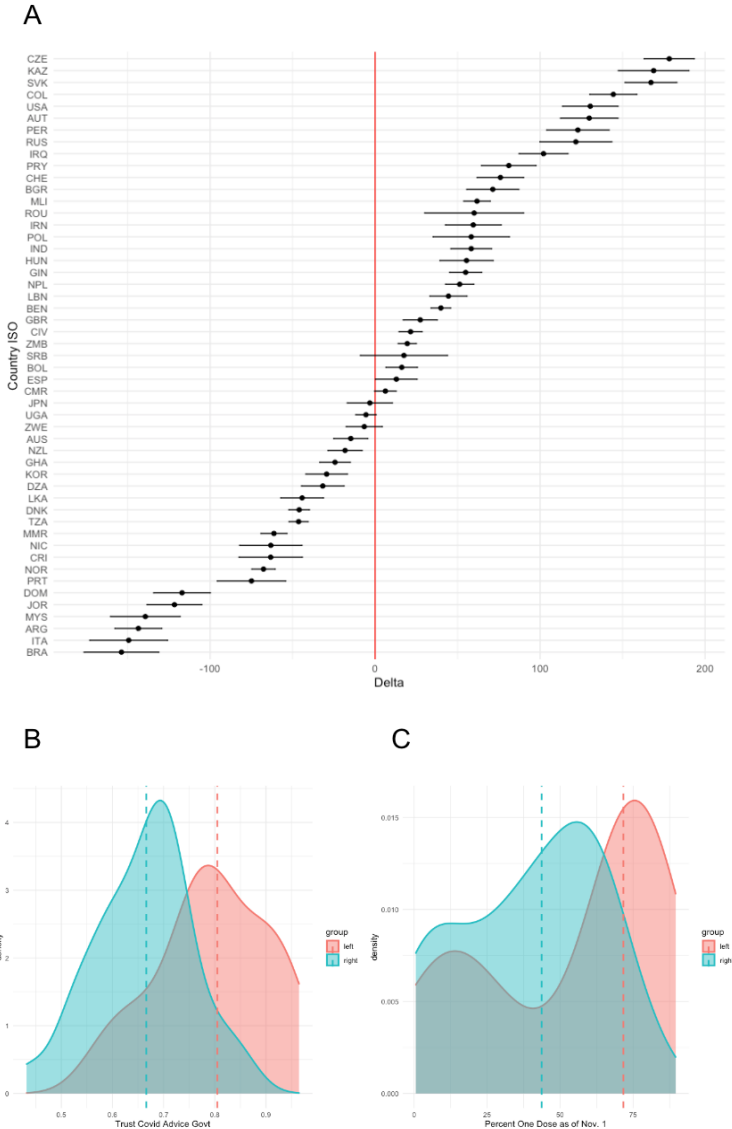 A
Country ISO
CZE
KAZ
SVK
COL
USA
AUT
PER
RUS
IRQ
PRY
CHE
BGR
MLI
ROU
IRN
POL
IND
HUN
GIN
NPL
LBN
BEN
GBR
CIV
ZMB
SRB
BOL
ESP
CMR
JPN
UGA
ZWE
AUS
NZL
GHA
KOR
DZA
LKA
DNK
TZA
MMR
NIC
CRI
NOR
PRT
DOM
JOR
MYS
ARG
ITA
BRA
-100 0 100 200
Delta
B
4
3
2
1
0
0.5 0.6 0.7 0.8 0.9
Trust Covid Advice Govt
group
left
right
C
density
0.015
0.010
0.005
0.000
0 25 50 75
Percent One Dose as of Nov. 1
group
left
right